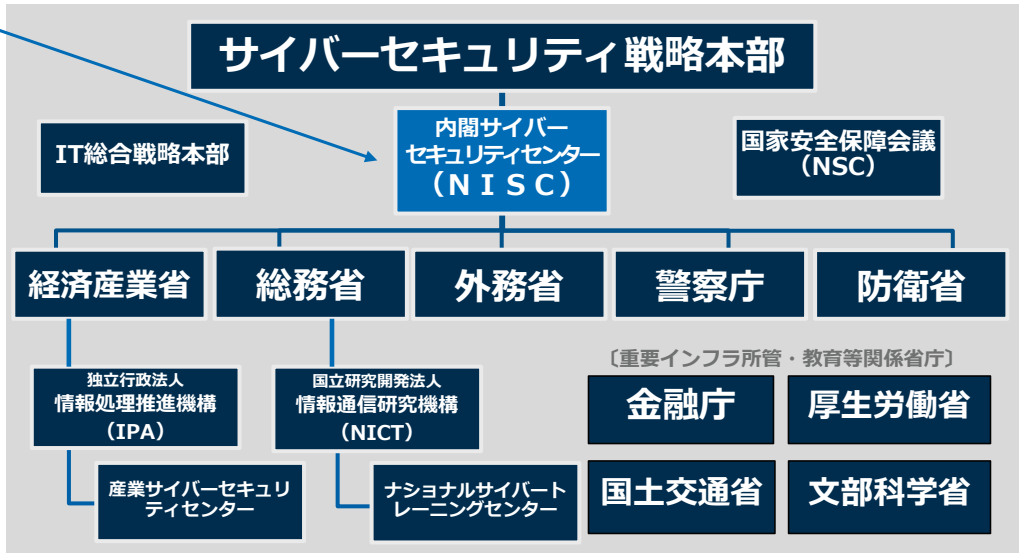 サイバーセキュリティ戦略本部
IT総合戦略本部
内閣サイバー
セキュリティセンター
（ＮＩＳＣ）
国家安全保障会議
（NSC）
経済産業省
総務省
外務省
警察庁
防衛省
独立行政法人
情報処理推進機構
（IPA）
国立研究開発法人
情報通信研究機構
（NICT）
産業サイバーセキュリ
ティセンター
ナショナルサイバート
レーニングセンター
〔重要インフラ所管・教育等関係省庁〕
金融庁
厚生労働省
国土交通省
文部科学省